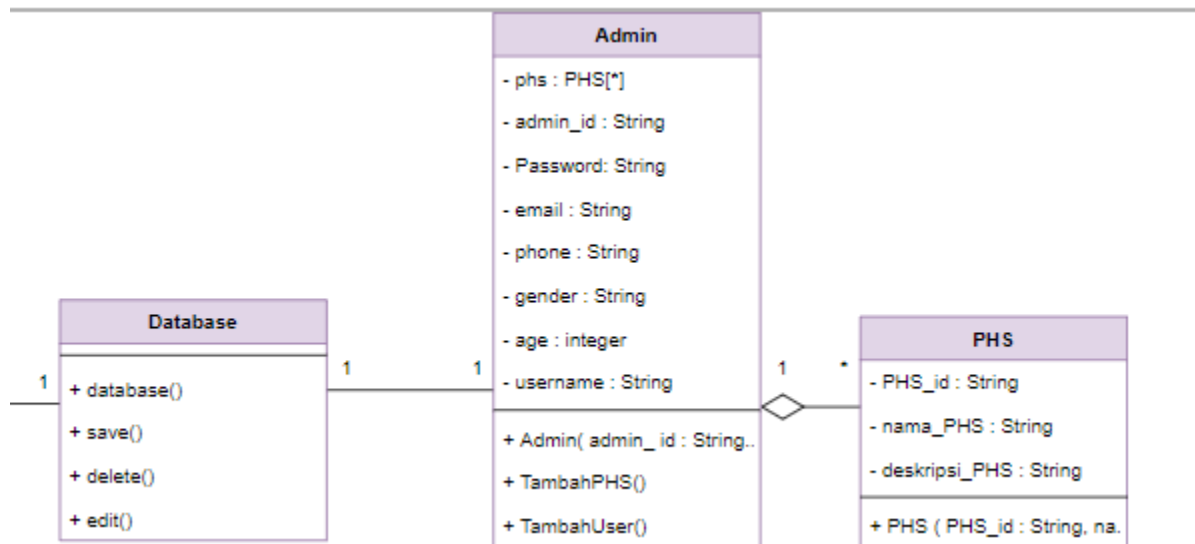 Admin
- phs : PHS[*]
- admin_id : String
- Password: String
- email : String
- phone : String
- gender : String
- age : integer
- username : String
+ Admin( admin_ id : String..
+ TambahPHS()
+ TambahUser()
Database
+ database()
+ save()
+ delete()
+ edit()
1
1
1
1
*
PHS
- PHS_id : String
- nama_PHS : String
- deskripsi_PHS : String
+ PHS ( PHS_id : String, na.